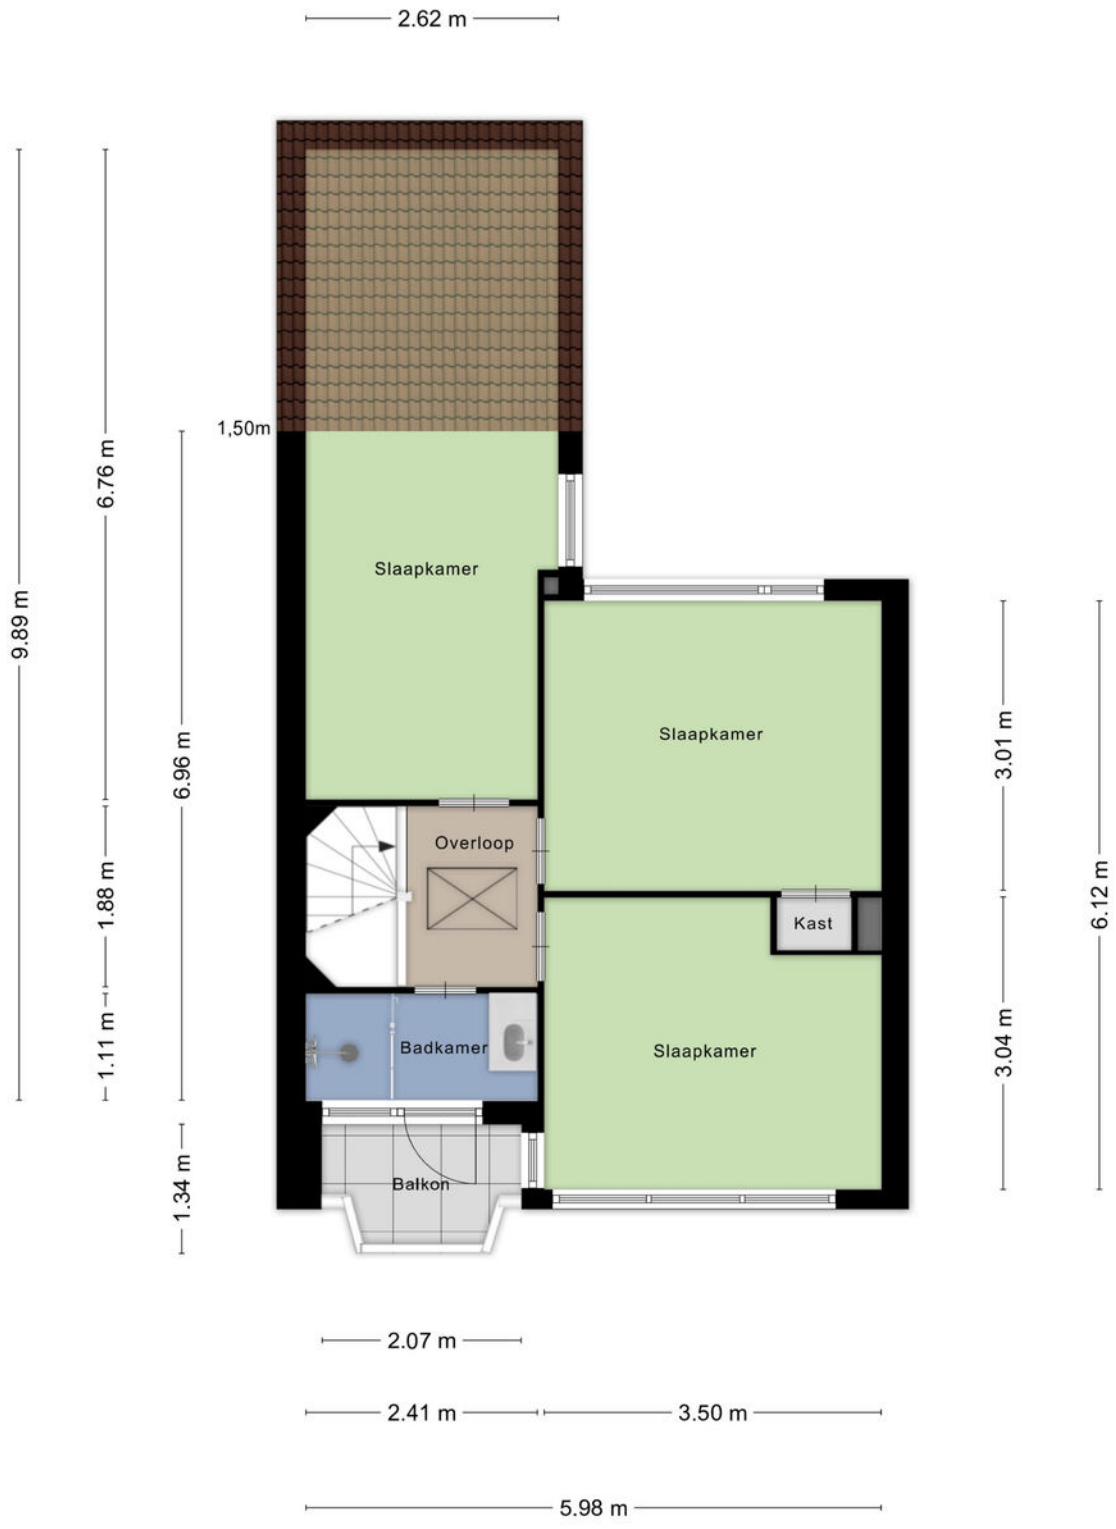 2.62 m
1,50m
6.76 m
9.89 m
Slaapkamer
6.96 m
Slaapkamer
3.01 m
Overloop
1.88 m
6.12 m
Kast
1.11 m
Badkamer
Slaapkamer
3.04 m
1.34 m
Balkon
2.07 m
2.41 m
3.50 m
5.98 m